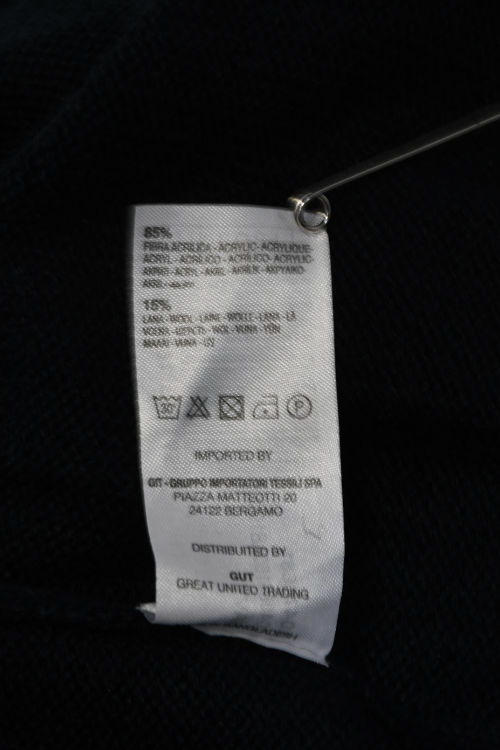 85%
FIBRA ACRILICA - ACRYLIC - ACRYLIQUE-
ACRYL - ACRILICO - ACRÍLICO - ACRYLIC-
15%
LANA - WOOL - LAINE - WOLLE - LANA - LÃ
30°
P
IMPORTED BY
GIT - GRUPPO IMPORTATORI TESSILI SPA
PIAZZA MATTEOTTI 20
24122 BERGAMO
DISTRIBUITED BY
GUT
GREAT UNITED TRADING